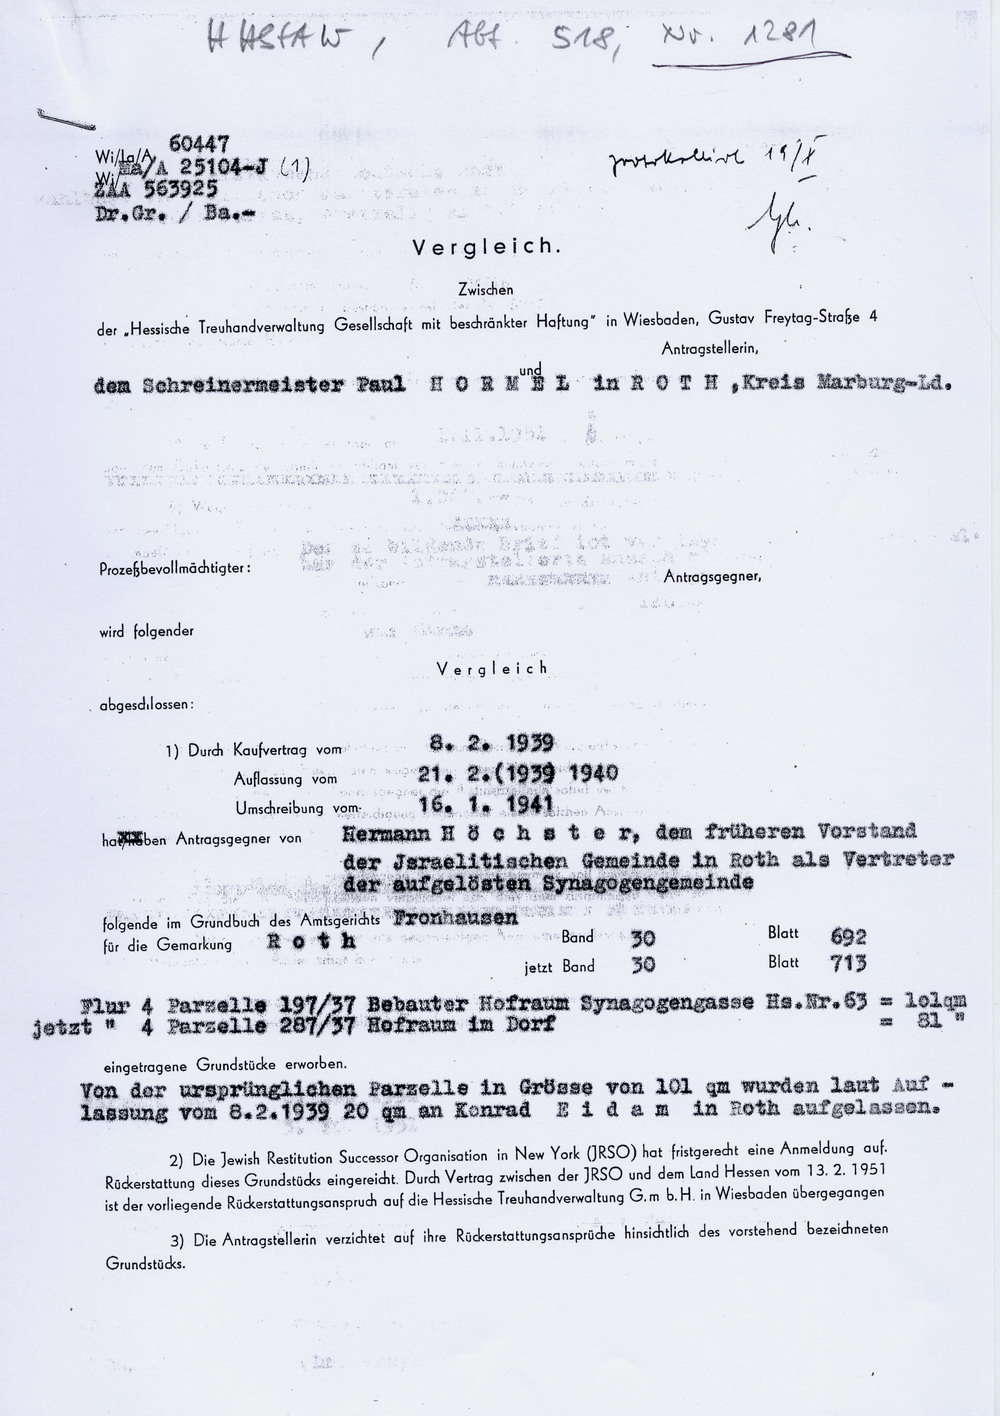 HHStAW, Abt. 518, Nr. 1281
60447
Wi/La/A
Wi/Ma/A 25104-J (1)
ZAA 563925
Dr.Gr. / Ba.-
protokolliert 19/X
Vergleich.
Zwischen
der „Hessische Treuhandverwaltung Gesellschaft mit beschränkter Haftung“ in Wiesbaden, Gustav Freytag-Straße 4
Antragstellerin,
und
dem Schreinermeister Paul H O R M E L in R O T H ,Kreis Marburg-Ld.
Prozeßbevollmächtigter:
Antragsgegner,
wird folgender
Vergleich
abgeschlossen:
1) Durch Kaufvertrag vom 8. 2. 1939
Auflassung vom 21. 2.(1939) 1940
Umschreibung vom 16. 1. 1941
hat/haben Antragsgegner von Hermann H ö c h s t e r, dem früheren Vorstand
der Jsraelitischen Gemeinde in Roth als Vertreter
der aufgelösten Synagogengemeinde
folgende im Grundbuch des Amtsgerichts Fronhausen
für die Gemarkung R o t h Band 30 Blatt 692
jetzt Band 30 Blatt 713
Flur 4 Parzelle 197/37 Bebauter Hofraum Synagogengasse Hs.Nr.63 = 1o1qm
jetzt " 4 Parzelle 287/37 Hofraum im Dorf = 81 "
eingetragene Grundstücke erworben.
Von der ursprünglichen Parzelle in Grösse von 101 qm wurden laut Auf -
lassung vom 8.2.1939 20 qm an Konrad E i d a m in Roth aufgelassen.
2) Die Jewish Restitution Successor Organisation in New York (JRSO) hat fristgerecht eine Anmeldung auf
Rückerstattung dieses Grundstücks eingereicht. Durch Vertrag zwischen der JRSO und dem Land Hessen vom 13. 2. 1951
ist der vorliegende Rückerstattungsanspruch auf die Hessische Treuhandverwaltung G.m b.H. in Wiesbaden übergegangen
3) Die Antragstellerin verzichtet auf ihre Rückerstattungsansprüche hinsichtlich des vorstehend bezeichneten
Grundstücks.